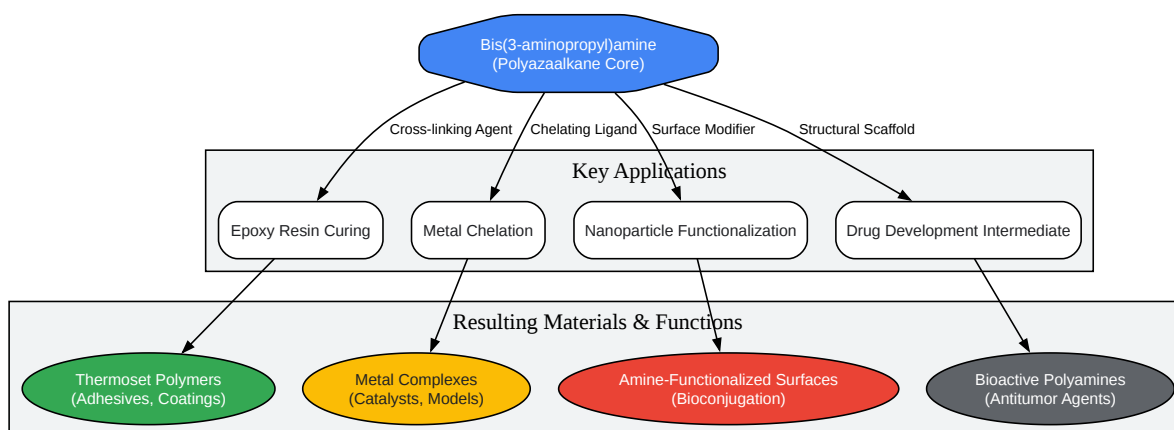 Bis(3-aminopropyl)amine
(Polyazaalkane Core)
Cross-linking Agent
Chelating Ligand
Surface Modifier
Structural Scaffold
Key Applications
Epoxy Resin Curing
Metal Chelation
Nanoparticle Functionalization
Drug Development Intermediate
Resulting Materials & Functions
Thermoset Polymers
(Adhesives, Coatings)
Metal Complexes
(Catalysts, Models)
Amine-Functionalized Surfaces
(Bioconjugation)
Bioactive Polyamines
(Antitumor Agents)